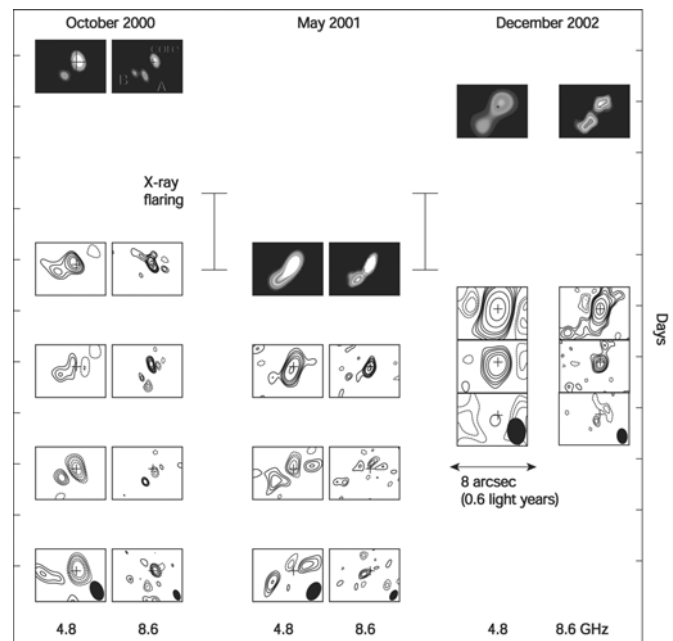 October 2000
May 2001
December 2002
core
B
A
X-ray
flaring
Days
8 arcsec
(0.6 light years)
4.8
8.6
4.8
8.6
4.8
8.6 GHz